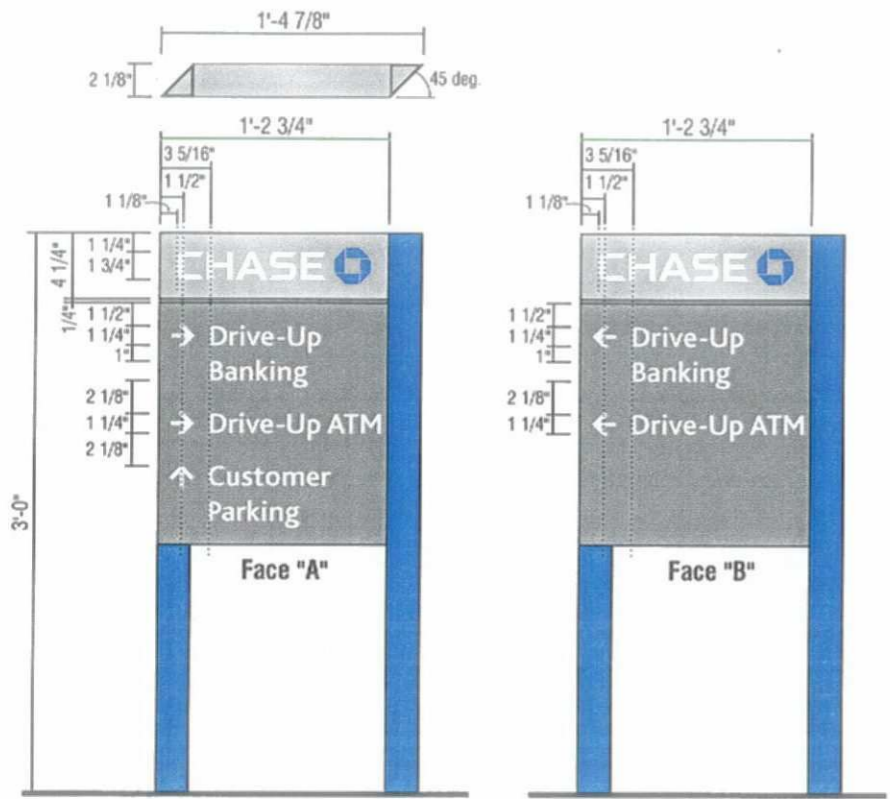 1'-4 7/8"
2 1/8"
45 deg.
1'-2 3/4"
3 5/16"
1 1/2"
1 1/8"
3'-0"
4 1/4"
1/4"
1 1/4"
1 3/4"
1 1/2"
1 1/4"
1"
2 1/8"
1 1/4"
2 1/8"
CHASE
→ Drive-Up
Banking
→ Drive-Up ATM
↑ Customer
Parking
Face "A"
1'-2 3/4"
3 5/16"
1 1/2"
1 1/8"
1 1/2"
1 1/4"
1"
2 1/8"
1 1/4"
CHASE
← Drive-Up
Banking
← Drive-Up ATM
Face "B"